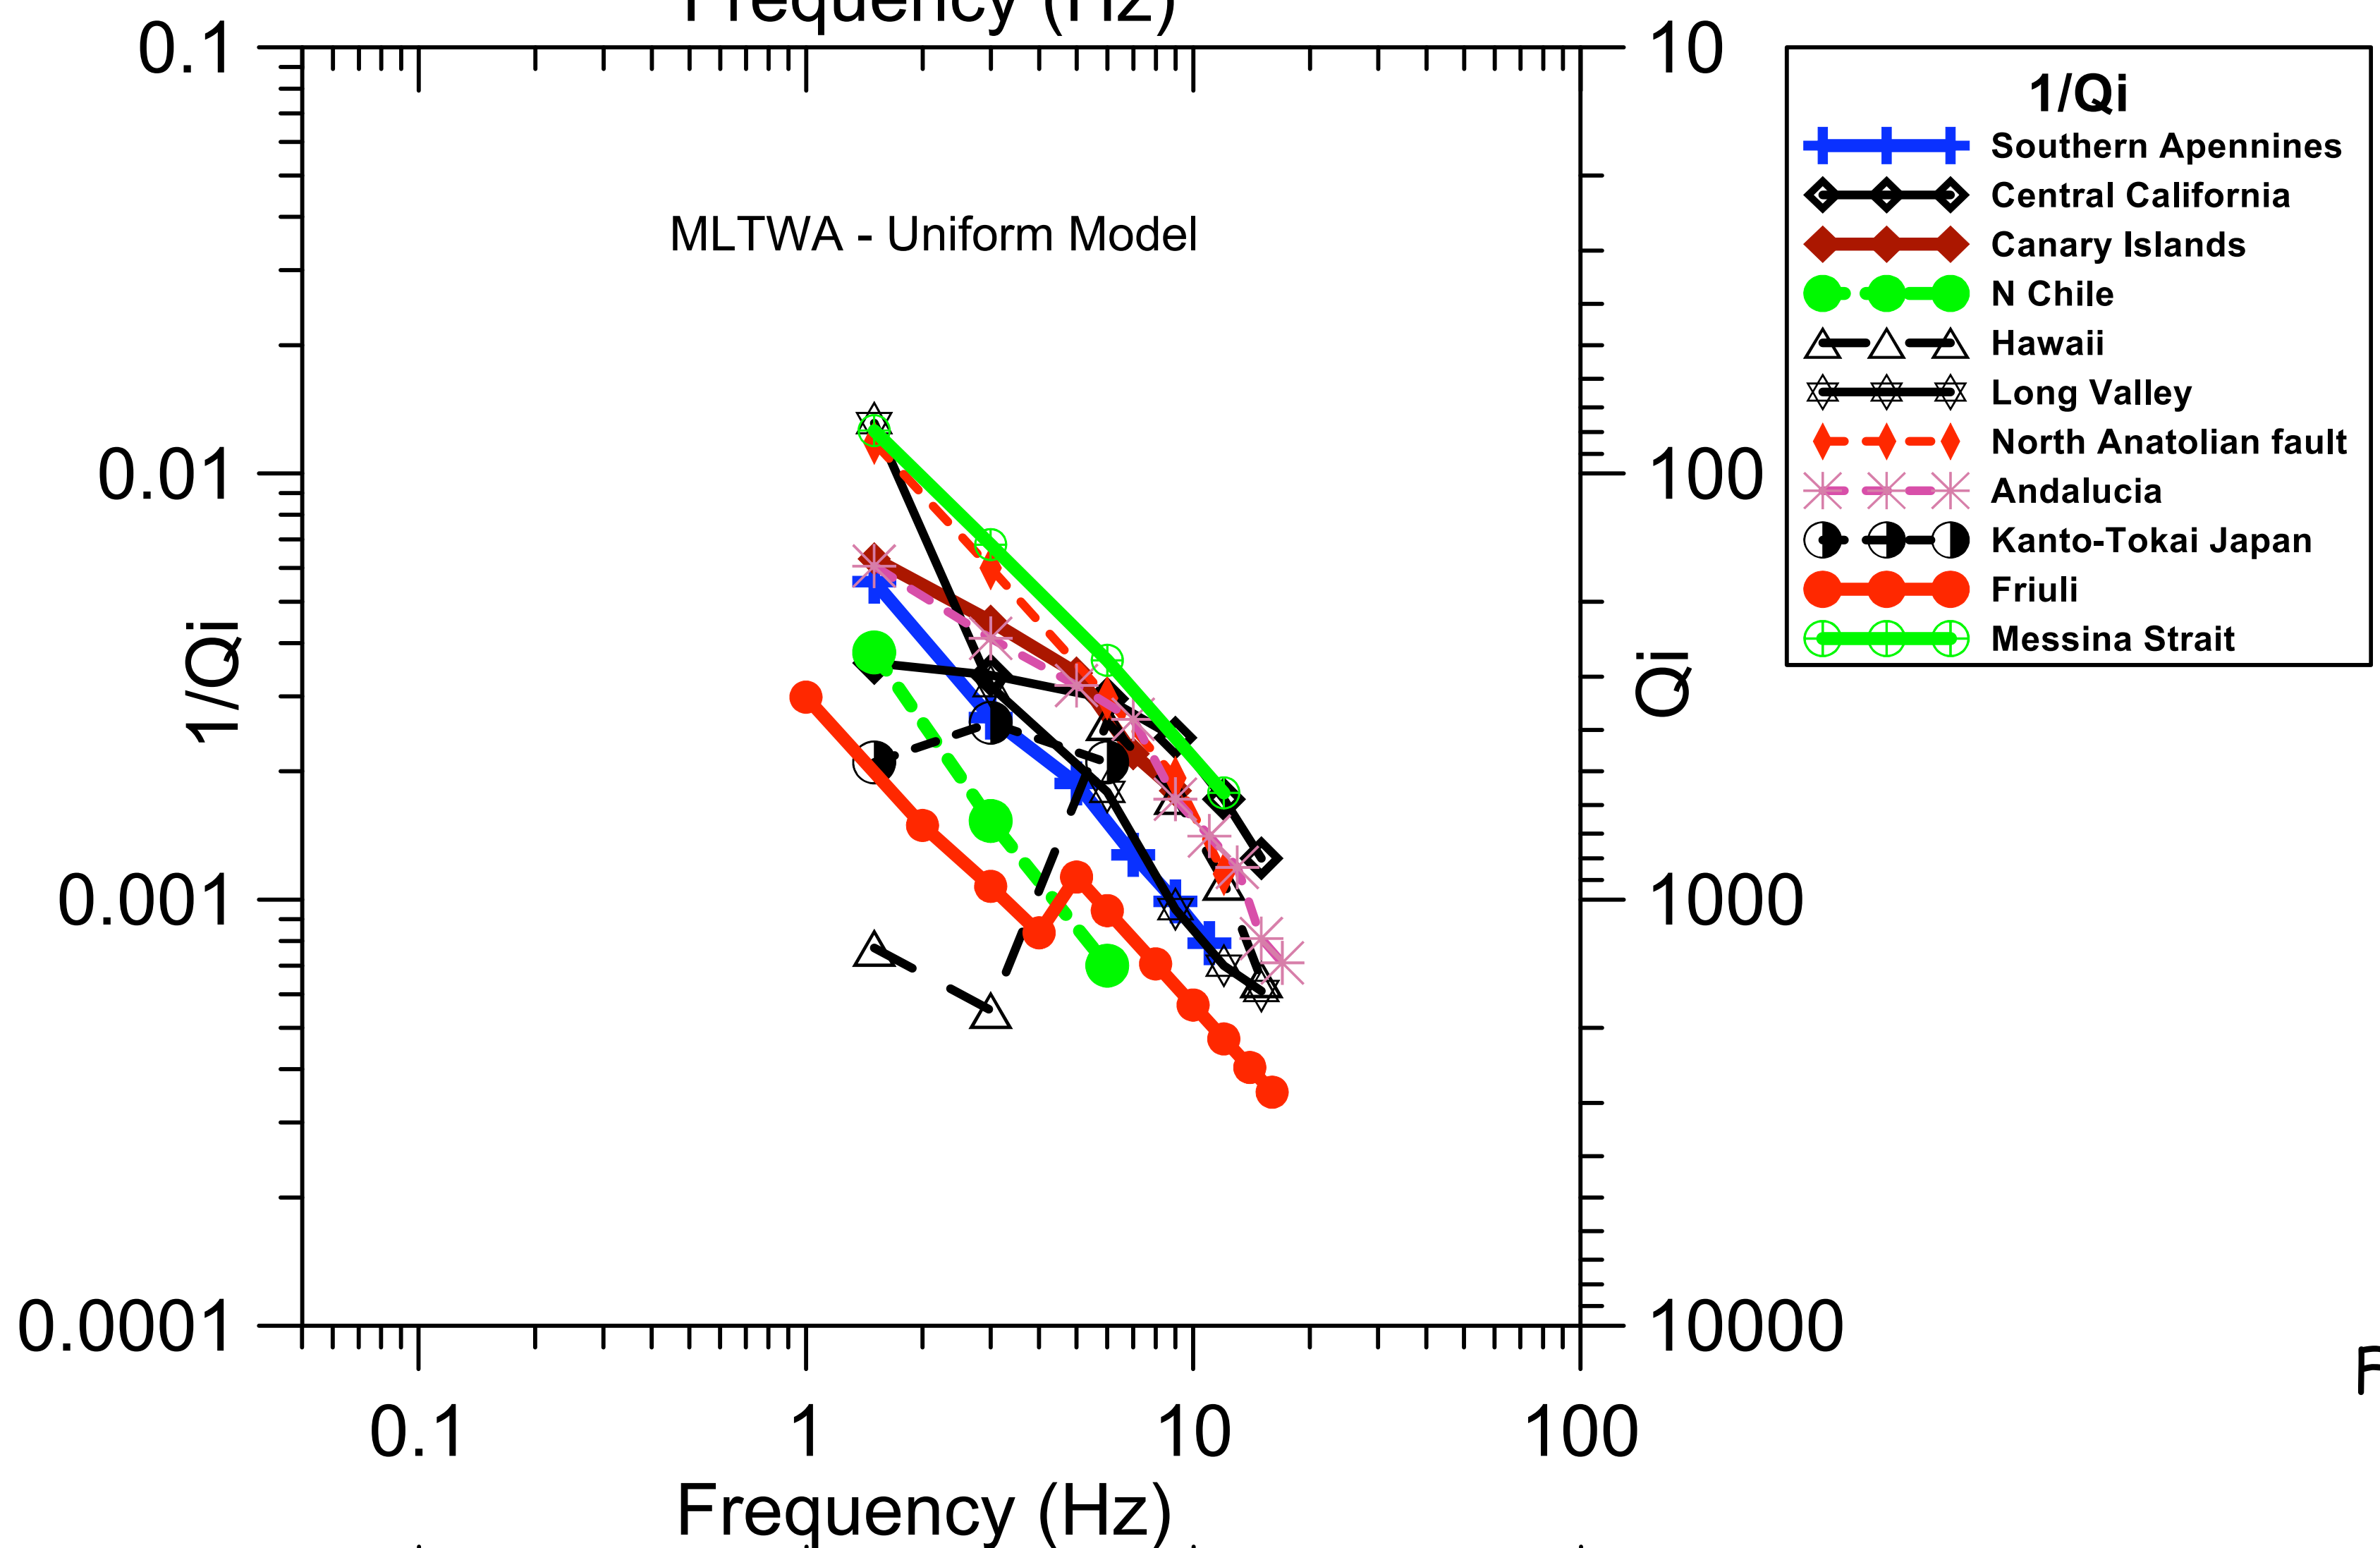 Frequency (Hz)
0.1
10
1/Qi
Southern Apennines
Central California
Canary Islands
N Chile
Hawaii
Long Valley
North Anatolian fault
Andalucia
Kanto-Tokai Japan
Friuli
Messina Strait
MLTWA - Uniform Model
0.01
100
1/Qi
Qi
0.001
1000
0.0001
10000
0.1
1
10
100
Frequency (Hz)